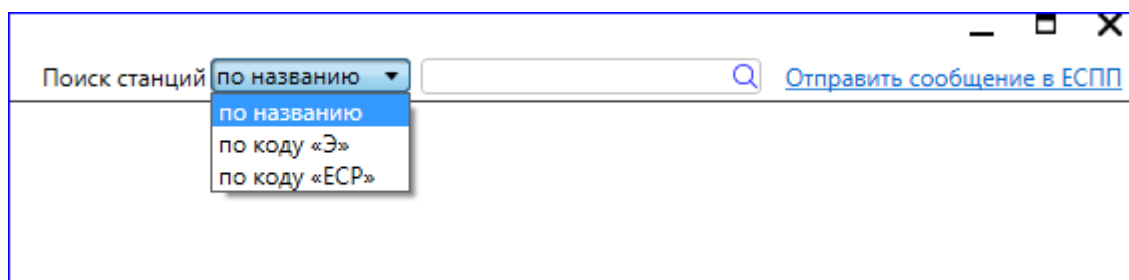 Поиск станций по названию Отправить сообщение в ЕСПП
по названию
по коду «Э»
по коду «ЕСР»